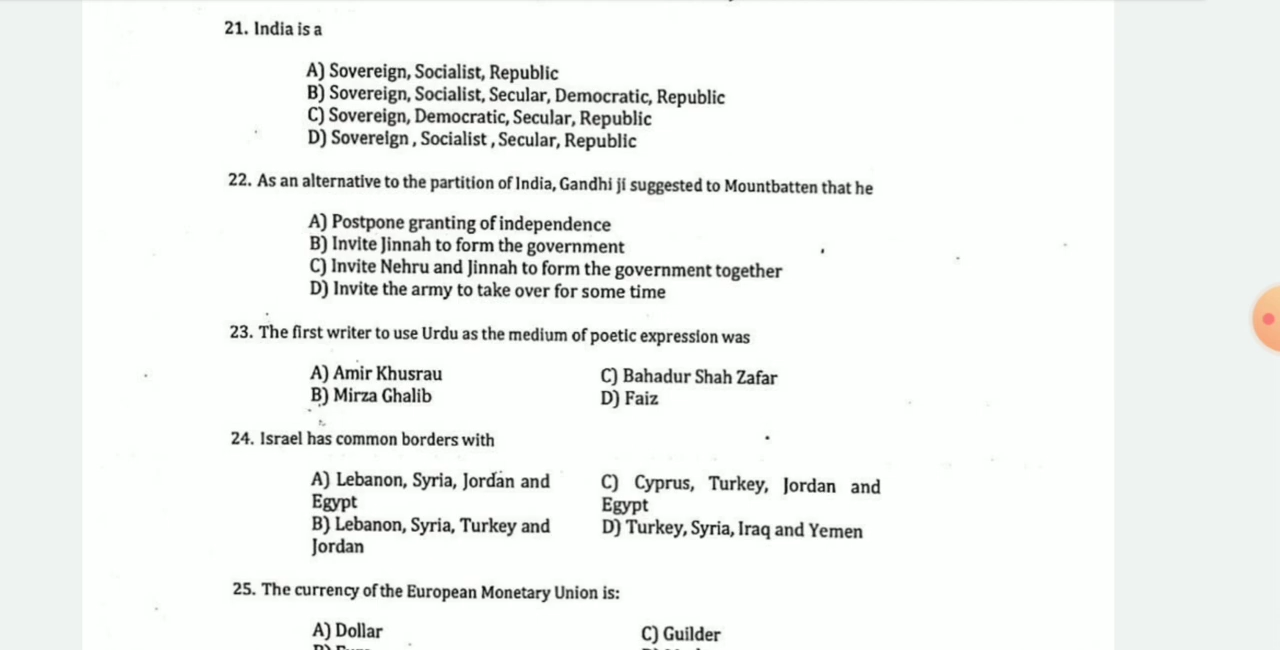 21. India is a
A) Sovereign, Socialist, Republic
B) Sovereign, Socialist, Secular, Democratic, Republic
C) Sovereign, Democratic, Secular, Republic
D) Sovereign , Socialist , Secular, Republic
22. As an alternative to the partition of India, Gandhi ji suggested to Mountbatten that he
A) Postpone granting of independence
B) Invite Jinnah to form the government
C) Invite Nehru and Jinnah to form the government together
D) Invite the army to take over for some time
23. The first writer to use Urdu as the medium of poetic expression was
A) Amir Khusrau
B) Mirza Ghalib
C) Bahadur Shah Zafar
D) Faiz
24. Israel has common borders with
A) Lebanon, Syria, Jordan and
Egypt
B) Lebanon, Syria, Turkey and
Jordan
C) Cyprus, Turkey, Jordan and
Egypt
D) Turkey, Syria, Iraq and Yemen
25. The currency of the European Monetary Union is:
A) Dollar
C) Guilder